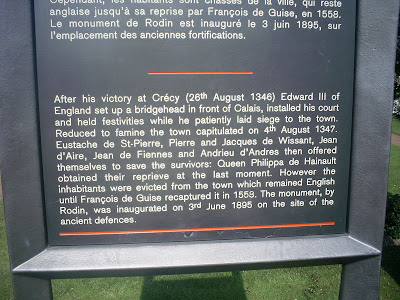 Cependant, les habitants sont chassés de la ville, qui reste
anglaise jusqu'à sa reprise par François de Guise, en 1558.
Le monument de Rodin est inauguré le 3 juin 1895, sur
l'emplacement des anciennes fortifications.
After his victory at Crécy (26th August 1346) Edward III of
England set up a bridgehead in front of Calais, installed his court
and held festivities while he patiently laid siege to the town.
Reduced to famine the town capitulated on 4th August 1347.
Eustache de St-Pierre, Pierre and Jacques de Wissant, Jean
d'Aire, Jean de Fiennes and Andrieu d'Andres then offered
themselves to save the survivors: Queen Philippa de Hainault
obtained their reprieve at the last moment. However the
inhabitants were evicted from the town which remained English
until François de Guise recaptured it in 1558. The monument, by
Rodin, was inaugurated on 3rd June 1895 on the site of the
ancient defences.